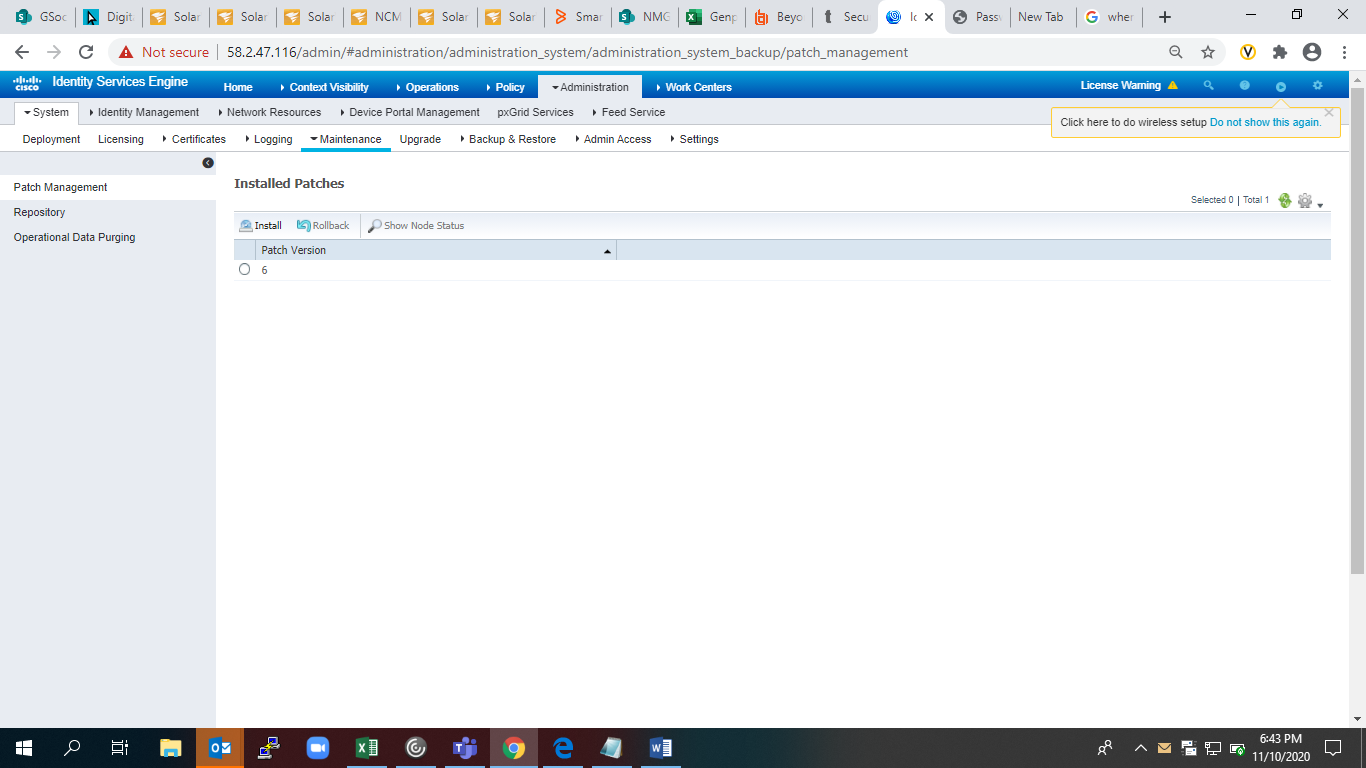 GSoc Digit Solar Solar Solar NCM Solar Solar Smar NMG Genp Beyo Secu Passw New Tab wher
Not secure 58.2.47.116/admin/#administration/administration_system/administration_system_backup/patch_management
CISCO Identity Services Engine Home Context Visibility Operations Policy Administration Work Centers License Warning
System Identity Management Network Resources Device Portal Management pxGrid Services Feed Service
Click here to do wireless setup Do not show this again.
Deployment Licensing Certificates Logging Maintenance Upgrade Backup & Restore Admin Access Settings
Patch Management
Repository
Operational Data Purging
Installed Patches
Selected 0 | Total 1
Install Rollback Show Node Status
Patch Version
6
6:43 PM
11/10/2020